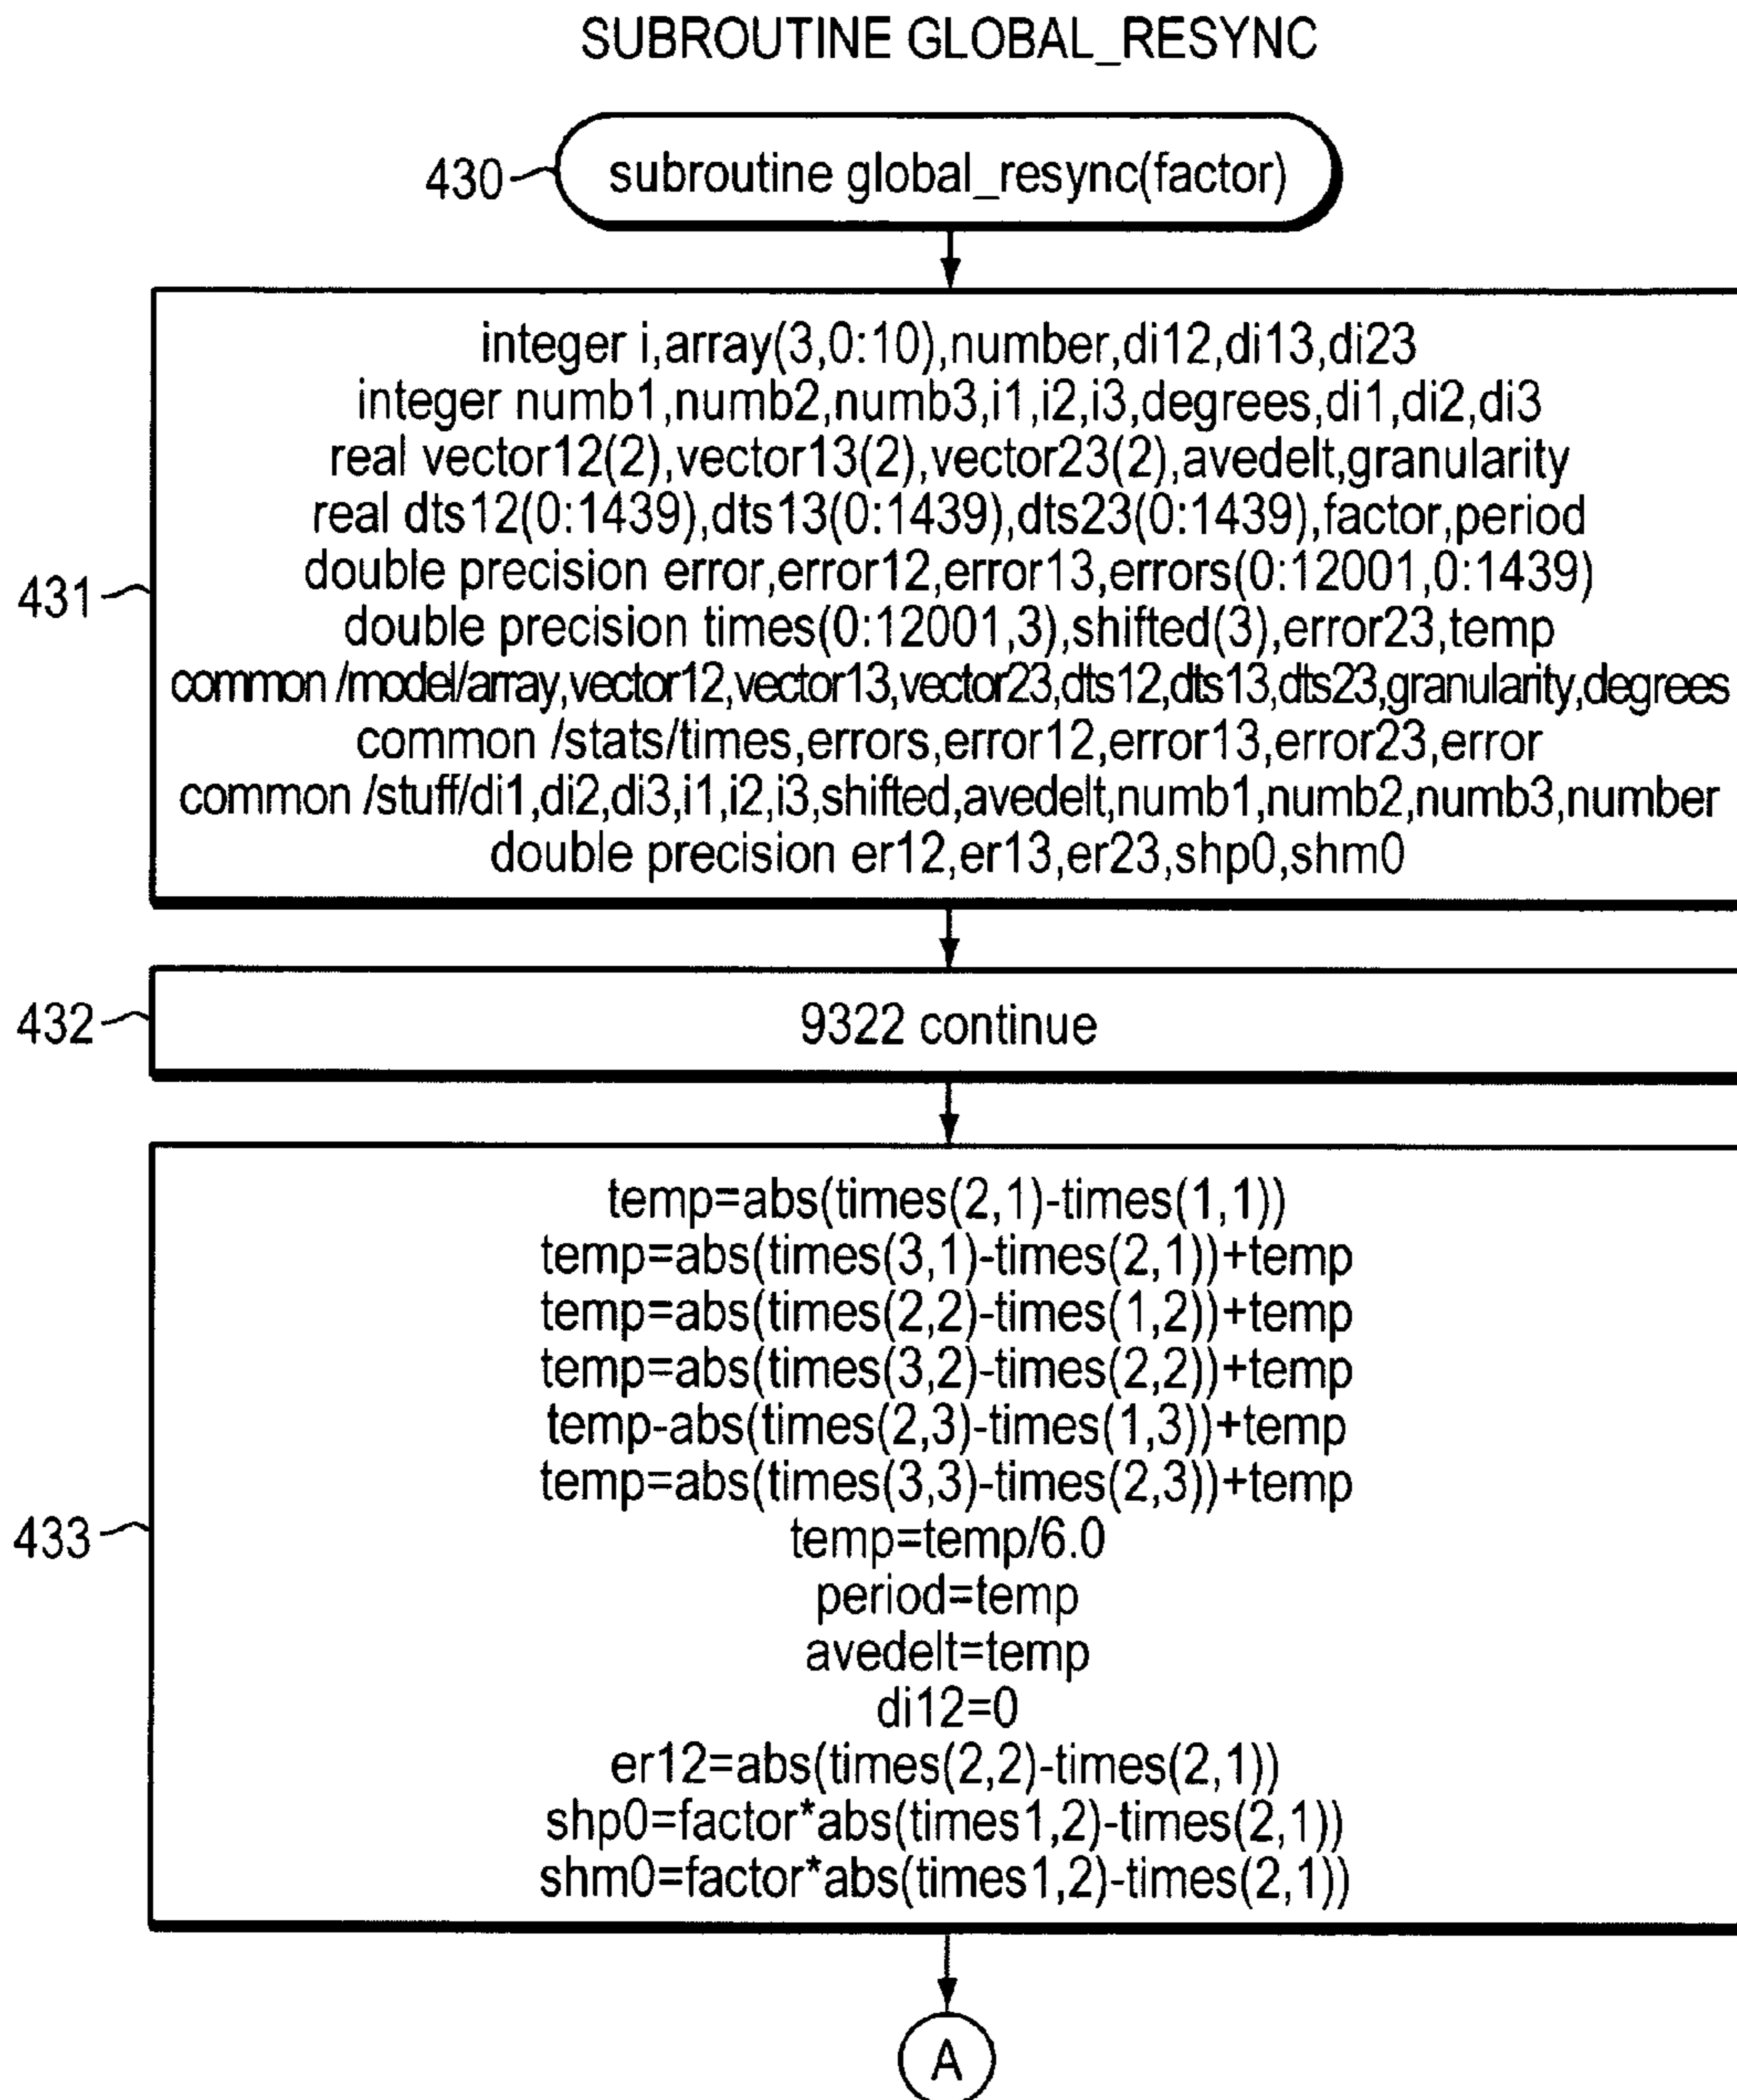 SUBROUTINE GLOBAL_RESYNC
430
subroutine global_resync(factor)
431
integer i,array(3,0:10),number,di12,di13,di23
integer numb1,numb2,numb3,i1,i2,i3,degrees,di1,di2,di3
real vector12(2),vector13(2),vector23(2),avedelt,granularity
real dts12(0:1439),dts13(0:1439),dts23(0:1439),factor,period
double precision error,error12,error13,errors(0:12001,0:1439)
double precision times(0:12001,3),shifted(3),error23,temp
common /model/array,vector12,vector13,vector23,dts12,dts13,dts23,granularity,degrees
common /stats/times,errors,error12,error13,error23,error
common /stuff/di1,di2,di3,i1,i2,i3,shifted,avedelt,numb1,numb2,numb3,number
double precision er12,er13,er23,shp0,shm0
432
9322 continue
433
temp=abs(times(2,1)-times(1,1))
temp=abs(times(3,1)-times(2,1))+temp
temp=abs(times(2,2)-times(1,2))+temp
temp=abs(times(3,2)-times(2,2))+temp
temp-abs(times(2,3)-times(1,3))+temp
temp=abs(times(3,3)-times(2,3))+temp
temp=temp/6.0
period=temp
avedelt=temp
di12=0
er12=abs(times(2,2)-times(2,1))
shp0=factor*abs(times1,2)-times(2,1))
shm0=factor*abs(times1,2)-times(2,1))
A